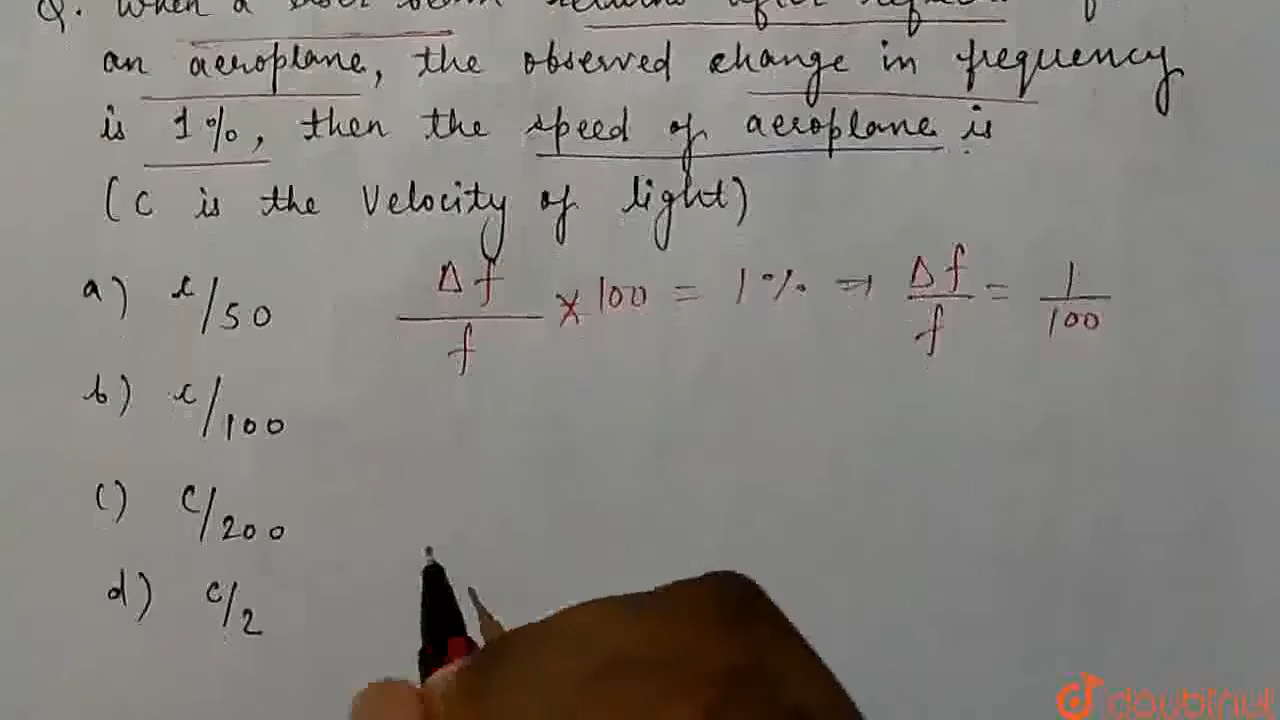 Q. When a
an aeroplane, the observed change in frequency
is 1%, then the speed of aeroplane is
(C is the Velocity of light)
a) c/50
b) c/100
c) C/200
d) C/2
Δf/f × 100 = 1% ⇒ Δf/f = 1/100
doubtnut